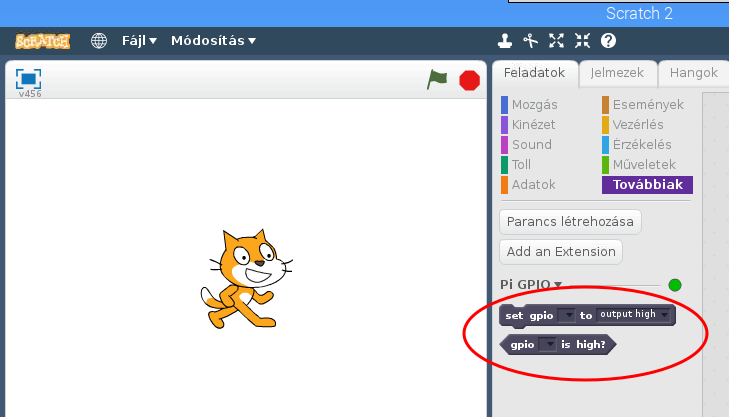 Scratch 2
SCRATCH Fájl Módosítás
v456
Feladatok Jelmezek Hangok
Mozgás Események
Kinézet Vezérlés
Sound Érzékelés
Toll Műveletek
Adatok Továbbiak
Parancs létrehozása
Add an Extension
Pi GPIO
set gpio to output high
gpio is high?